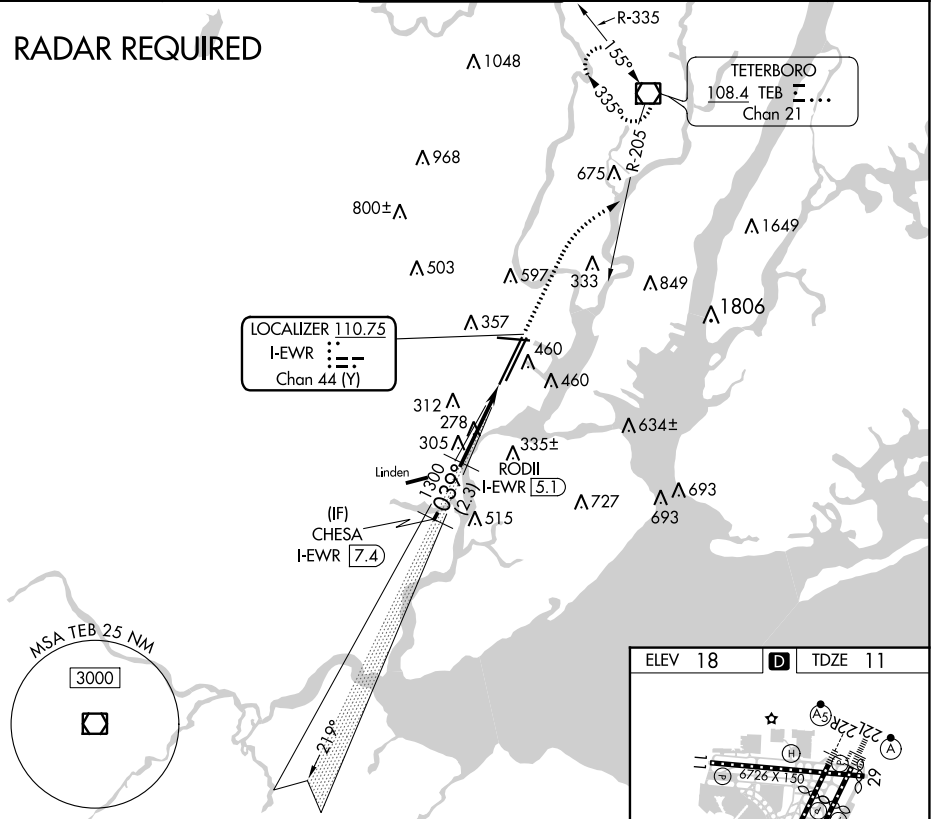 RADAR REQUIRED
R-335
155°
335°
TETERBORO
108.4 TEB
Chan 21
R-205
1048
968
675
800±
1649
503
597
333
849
1806
LOCALIZER 110.75
I-EWR
Chan 44 (Y)
357
460
460
312
278
305
335±
634±
Linden
1300
039°
(2.3)
RODII
I-EWR 5.1
727
693
693
515
(IF)
CHESA
I-EWR 7.4
219°
MSA TEB 25 NM
3000
ELEV 18 D TDZE 11
A5
22R
22L
A
H
11
P
6726 X 150
29